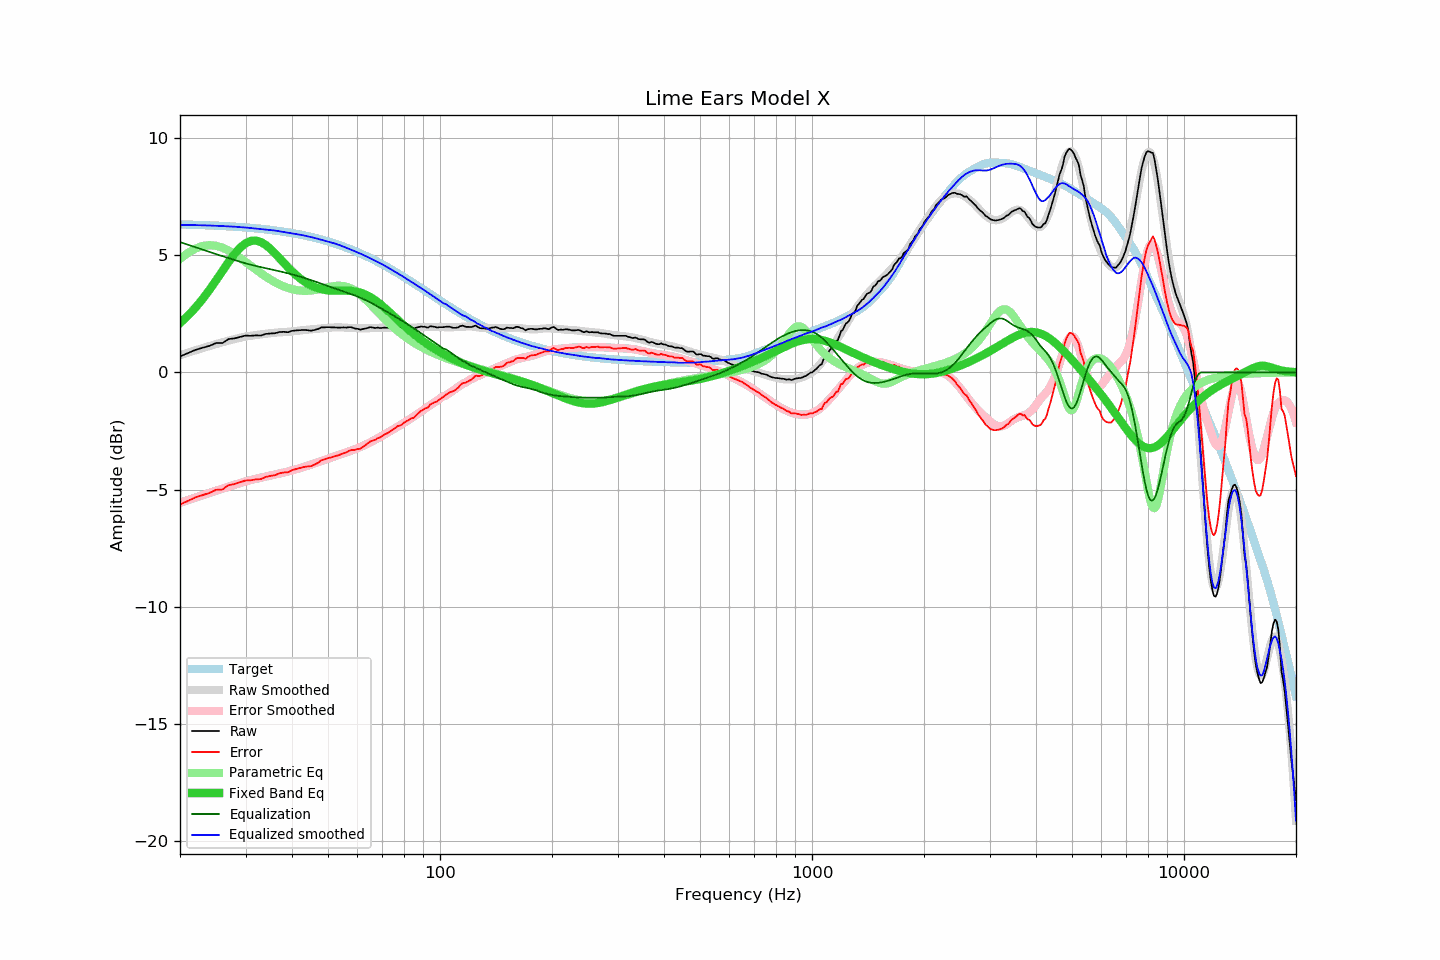 Lime Ears Model X
10
5
0
−5
−10
−15
−20
Amplitude (dBr)
100
1000
10000
Frequency (Hz)
Target
Raw Smoothed
Error Smoothed
Raw
Error
Parametric Eq
Fixed Band Eq
Equalization
Equalized smoothed